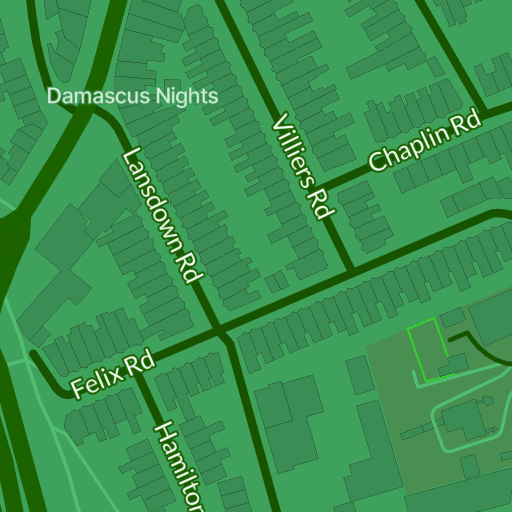 Damascus Nights
Villiers Rd
Chaplin Rd
Lansdown Rd
Felix Rd
Hamilton